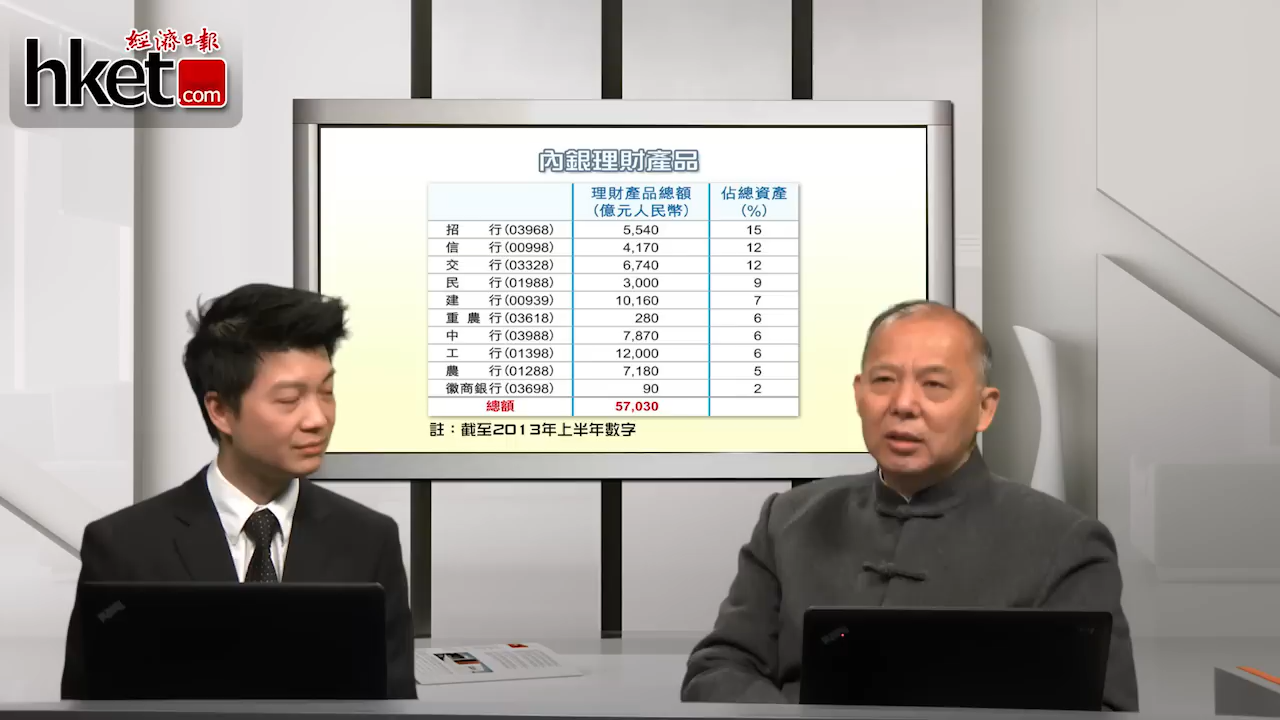 經濟日報
hket.com
內銀理財產品
理財產品總額 佔總資產
(億元人民幣) (%)
招 行(03968) 5,540 15
信 行(00998) 4,170 12
交 行(03328) 6,740 12
民 行(01988) 3,000 9
建 行(00939) 10,160 7
重 農 行(03618) 280 6
中 行(03988) 7,870 6
工 行(01398) 12,000 6
農 行(01288) 7,180 5
徽商銀行(03698) 90 2
總額 57,030
註：截至2013年上半年數字